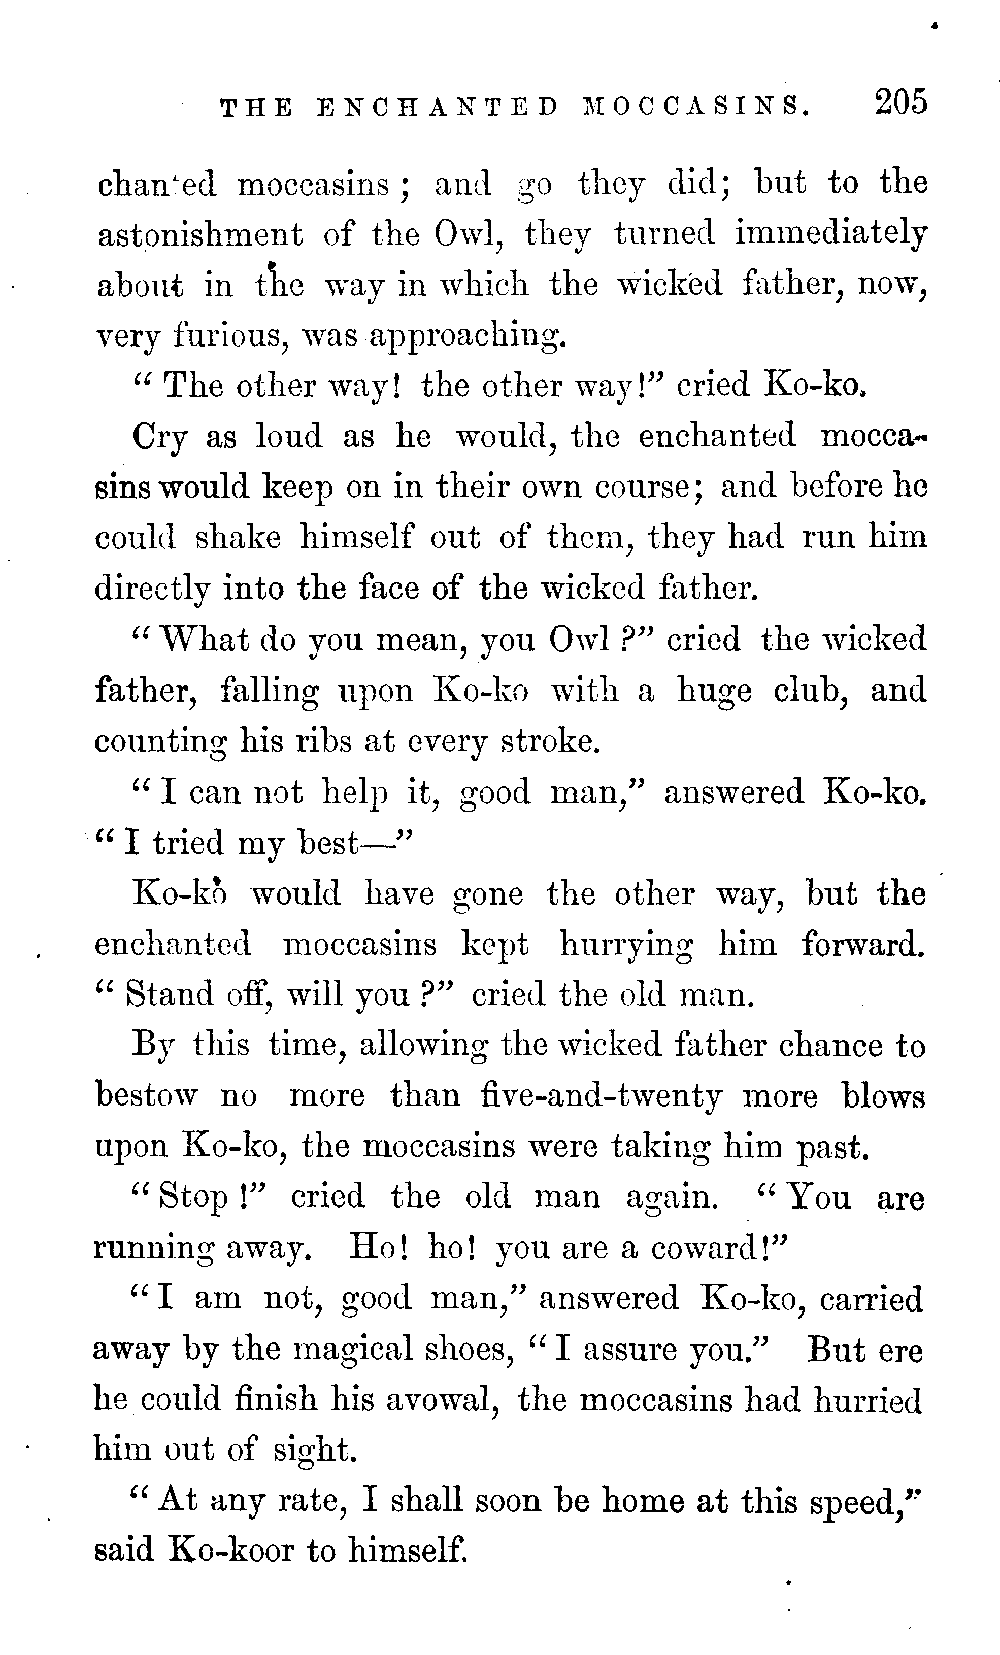 THE ENCHANTED MOCCASINS. 205
chanted moccasins ; and go they did; but to the
astonishment of the Owl, they turned immediately
about in the way in which the wicked father, now,
very furious, was approaching.
“ The other way! the other way!” cried Ko-ko.
Cry as loud as he would, the enchanted mocca-
sins would keep on in their own course; and before he
could shake himself out of them, they had run him
directly into the face of the wicked father.
“ What do you mean, you Owl ?” cried the wicked
father, falling upon Ko-ko with a huge club, and
counting his ribs at every stroke.
“ I can not help it, good man,” answered Ko-ko.
“ I tried my best—”
Ko-ko would have gone the other way, but the
enchanted moccasins kept hurrying him forward.
“ Stand off, will you ?” cried the old man.
By this time, allowing the wicked father chance to
bestow no more than five-and-twenty more blows
upon Ko-ko, the moccasins were taking him past.
“ Stop !” cried the old man again. “ You are
running away. Ho! ho! you are a coward!”
“ I am not, good man,” answered Ko-ko, carried
away by the magical shoes, “ I assure you.” But ere
he could finish his avowal, the moccasins had hurried
him out of sight.
“ At any rate, I shall soon be home at this speed,”
said Ko-koor to himself.